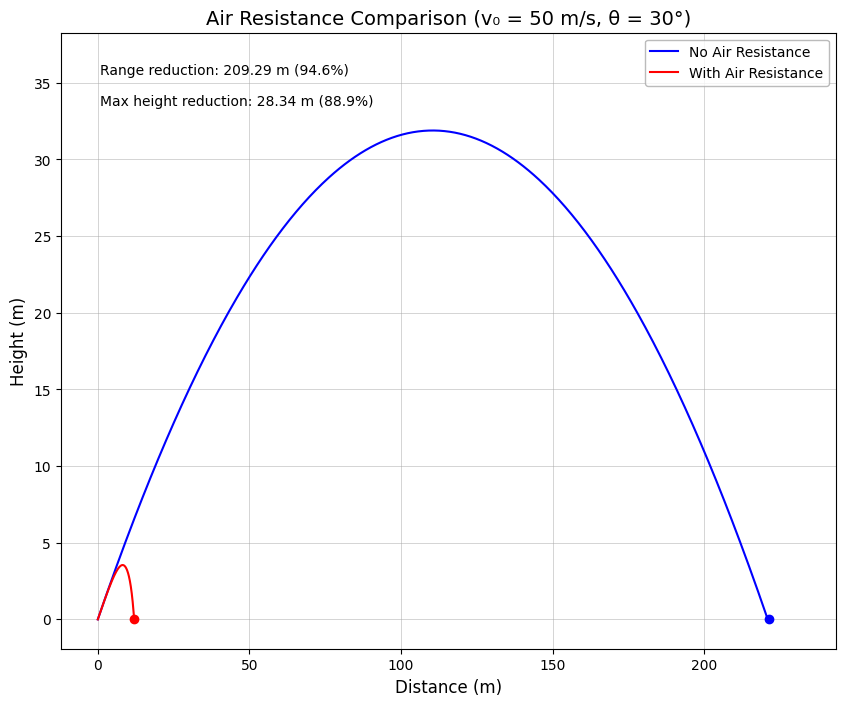 Air Resistance Comparison (v₀ = 50 m/s, θ = 30°)
Range reduction: 209.29 m (94.6%)
Max height reduction: 28.34 m (88.9%)
No Air Resistance
With Air Resistance
Height (m)
35
30
25
20
15
10
5
0
0 50 100 150 200
Distance (m)